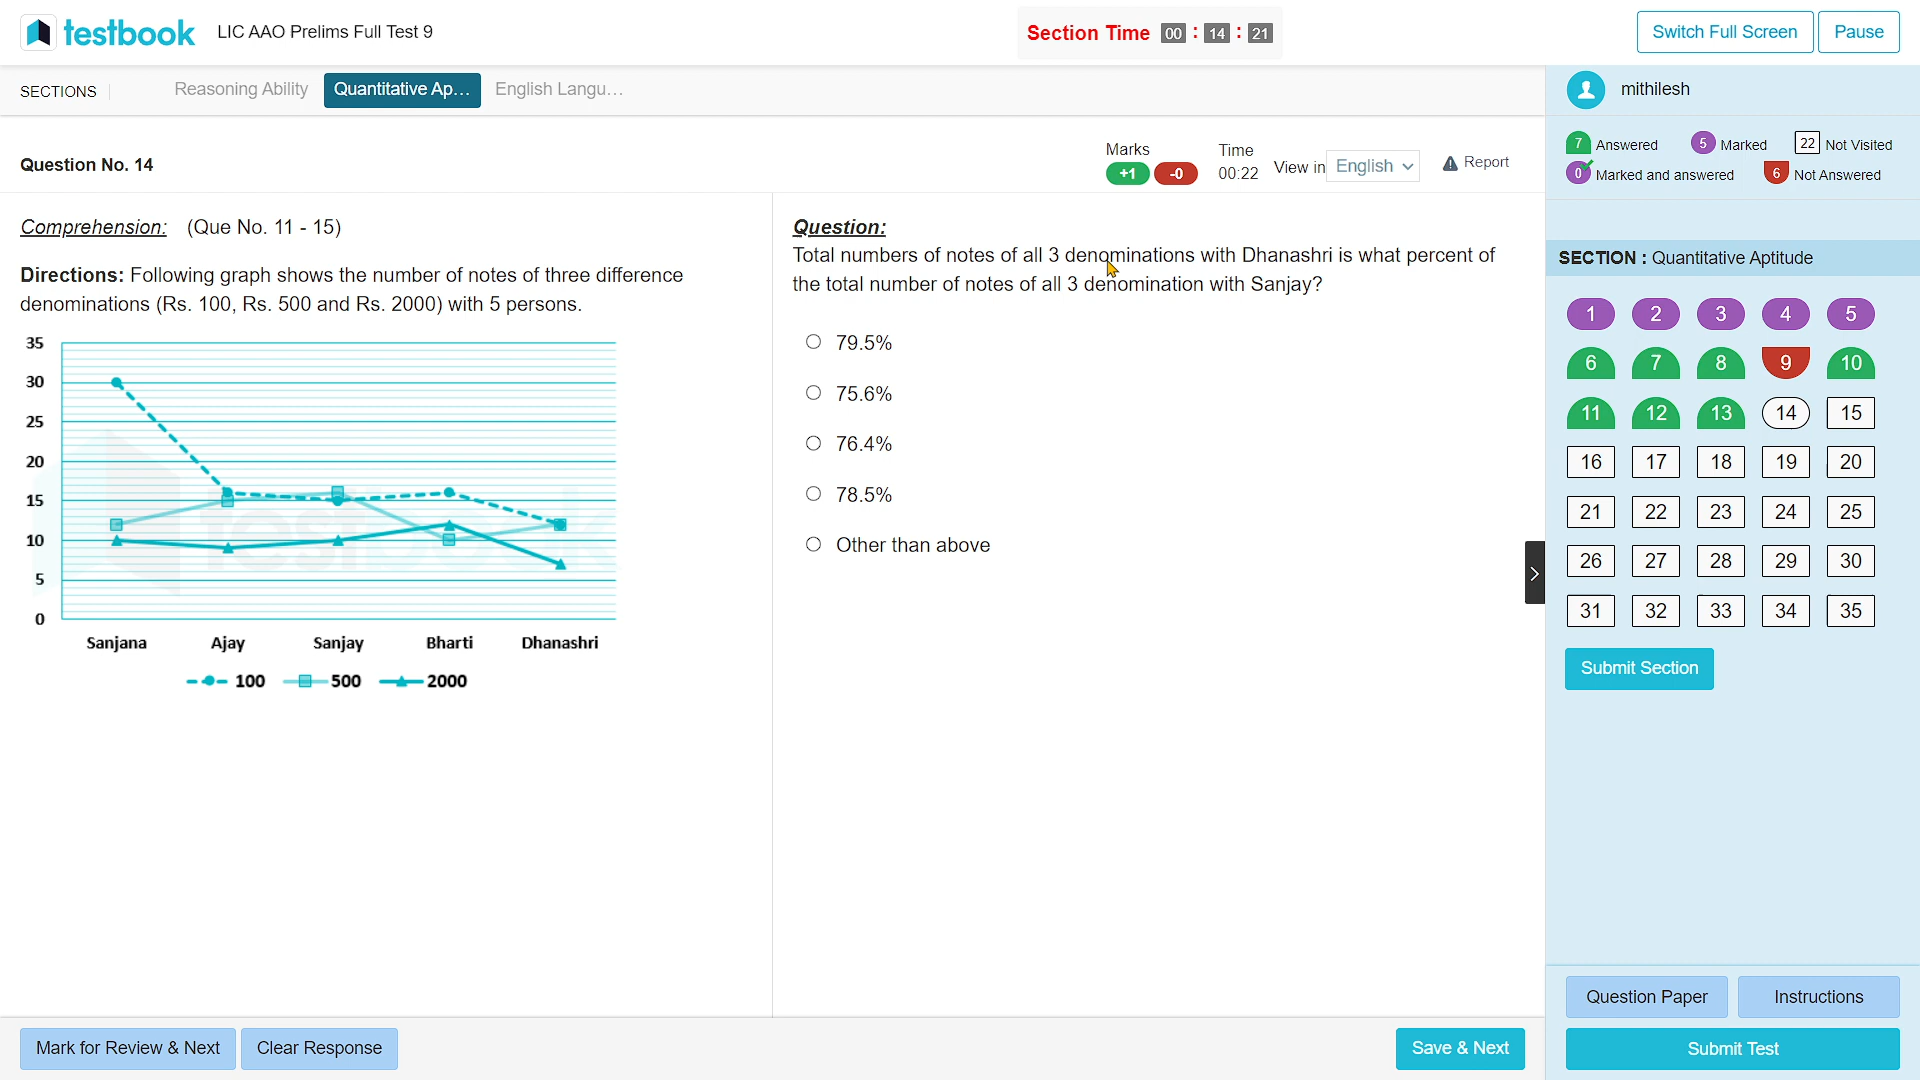 testbook
LIC AAO Prelims Full Test 9
Section Time 00 : 14 : 21
Switch Full Screen
Pause
SECTIONS
Reasoning Ability
Quantitative Ap...
English Langu...
mithilesh
Question No. 14
Marks
+1 -0
Time
00:22
View in English
Report
7 Answered
5 Marked
22 Not Visited
0 Marked and answered
6 Not Answered
Comprehension: (Que No. 11 - 15)
Directions: Following graph shows the number of notes of three difference
denominations (Rs. 100, Rs. 500 and Rs. 2000) with 5 persons.
35
30
25
20
15
10
5
0
Sanjana Ajay Sanjay Bharti Dhanashri
100 500 2000
Question:
Total numbers of notes of all 3 denominations with Dhanashri is what percent of
the total number of notes of all 3 denomination with Sanjay?
79.5%
75.6%
76.4%
78.5%
Other than above
SECTION : Quantitative Aptitude
1 2 3 4 5
6 7 8 9 10
11 12 13 14 15
16 17 18 19 20
21 22 23 24 25
26 27 28 29 30
31 32 33 34 35
Submit Section
Question Paper
Instructions
Mark for Review & Next
Clear Response
Save & Next
Submit Test